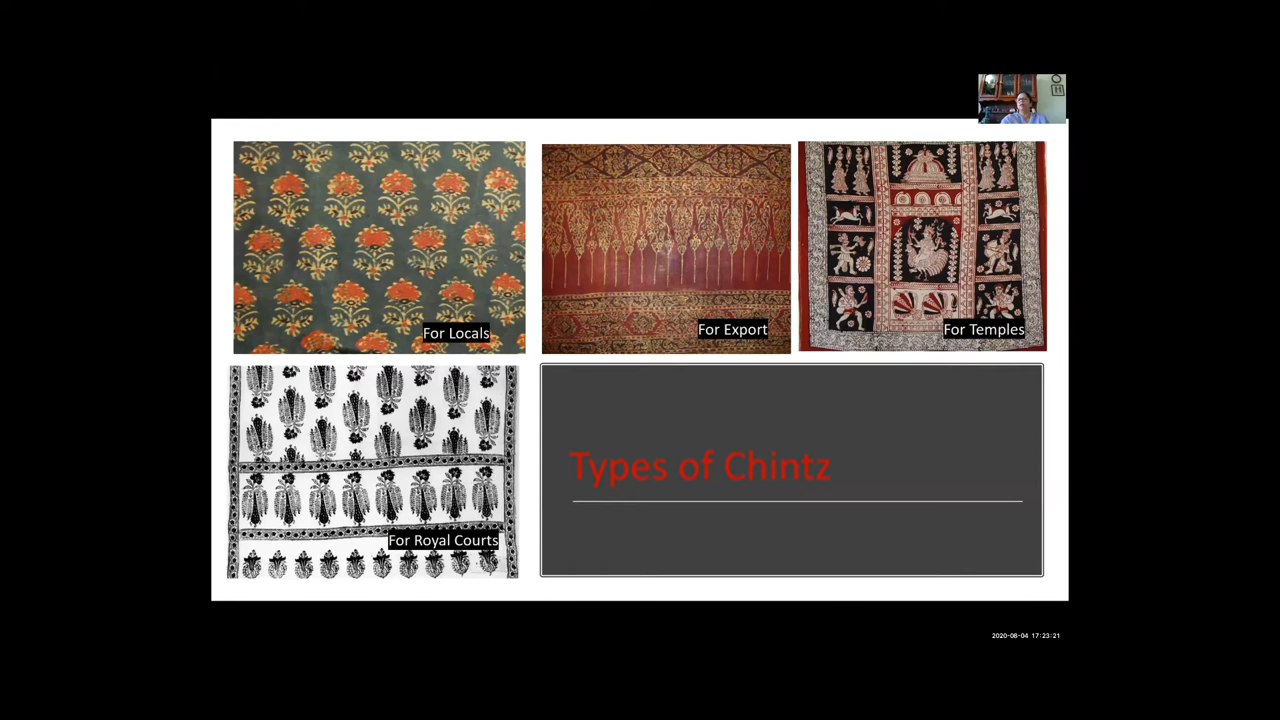 For Locals
For Export
For Temples
For Royal Courts
Types of Chintz
2020-08-04 17:23:21